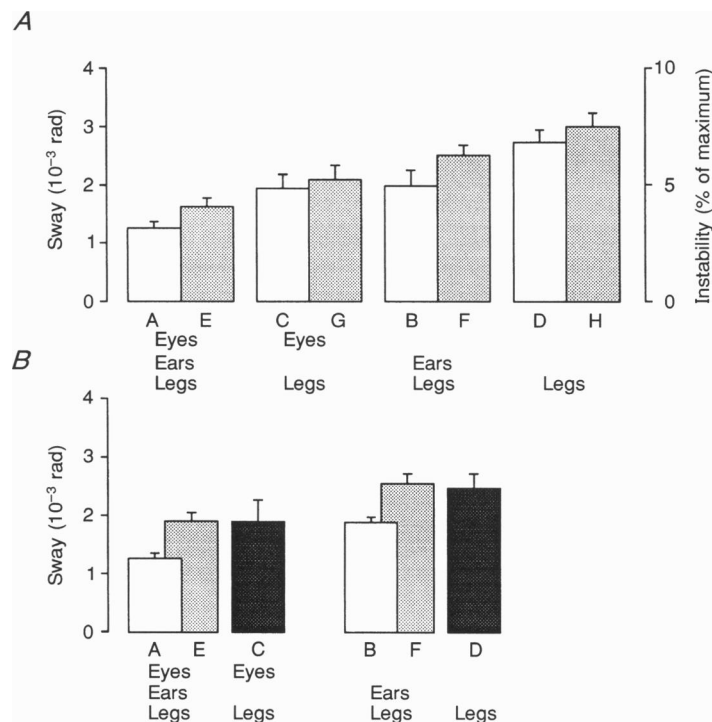 A
4
3
2
1
0
Sway (10⁻³ rad)
10
5
0
Instability (% of maximum)
A E C G B F D H
Eyes Eyes
Ears Ears
Legs Legs Legs Legs
B
4
3
2
1
0
Sway (10⁻³ rad)
A E C B F D
Eyes Eyes
Ears Ears
Legs Legs Legs Legs